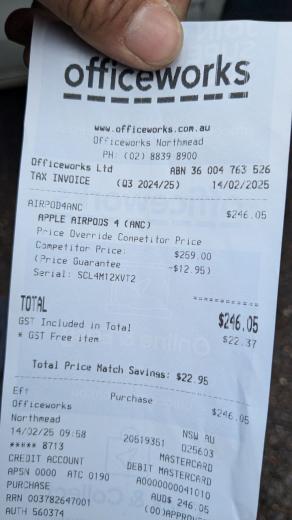 officeworks
www.officeworks.com.au
Officeworks Northmead
PH: (02) 8839 8900
Officeworks Ltd ABN 36 004 763 526
TAX INVOICE (Q3 2024/25) 14/02/2025
AIRPOD4ANC $246.05
APPLE AIRPODS 4 (ANC)
Price Override Competitor Price
Competitor Price: $259.00
(Price Guarantee -$12.95)
Serial: SCL4M12XVT2
TOTAL $246.05
GST Included in Total $22.37
* GST Free item
Total Price Match Savings: $22.95
Purchase $246.05
Officeworks
Northmead NSW AU
14/02/25 09:58 20519351 025603
***** 8713 MASTERCARD
CREDIT ACCOUNT DEBIT MASTERCARD
APSN 0000 ATC 0190 A0000000041010
PURCHASE AUD$ 246.05
RRN 003782647001
AUTH 560374